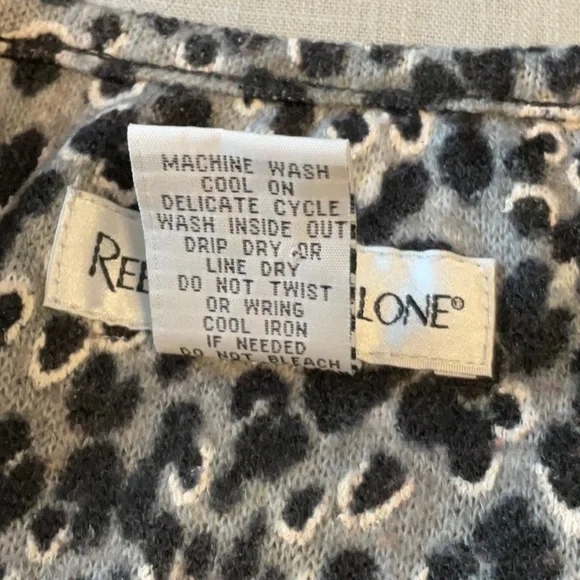 MACHINE WASH
COOL ON
DELICATE CYCLE
WASH INSIDE OUT
DRIP DRY OR
LINE DRY
DO NOT TWIST
OR WRING
COOL IRON
IF NEEDED
DO NOT BLEACH
LONE®